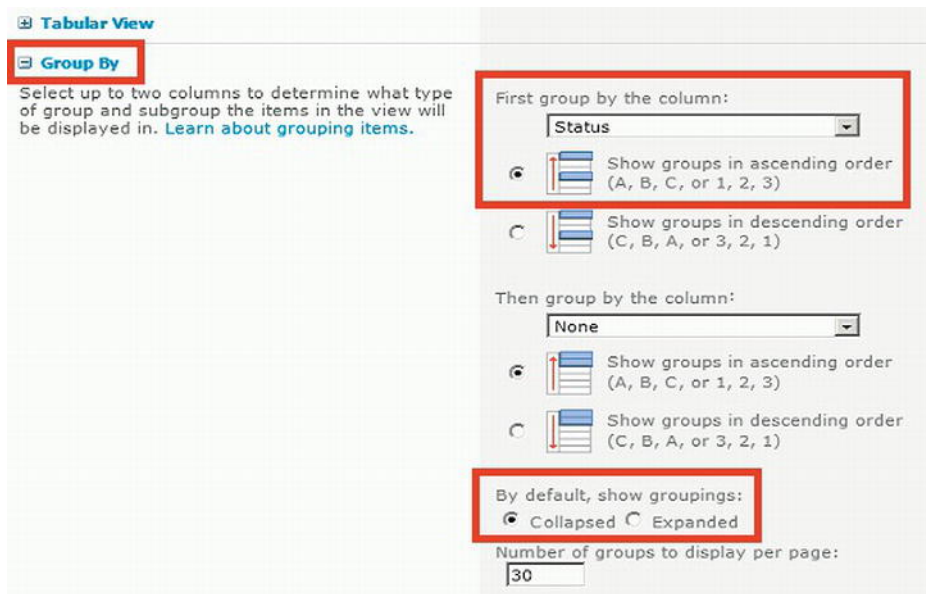 Tabular View
Group By
Select up to two columns to determine what type
of group and subgroup the items in the view will
be displayed in. Learn about grouping items.
First group by the column:
Status
Show groups in ascending order
(A, B, C, or 1, 2, 3)
Show groups in descending order
(C, B, A, or 3, 2, 1)
Then group by the column:
None
Show groups in ascending order
(A, B, C, or 1, 2, 3)
Show groups in descending order
(C, B, A, or 3, 2, 1)
By default, show groupings:
Collapsed Expanded
Number of groups to display per page:
30